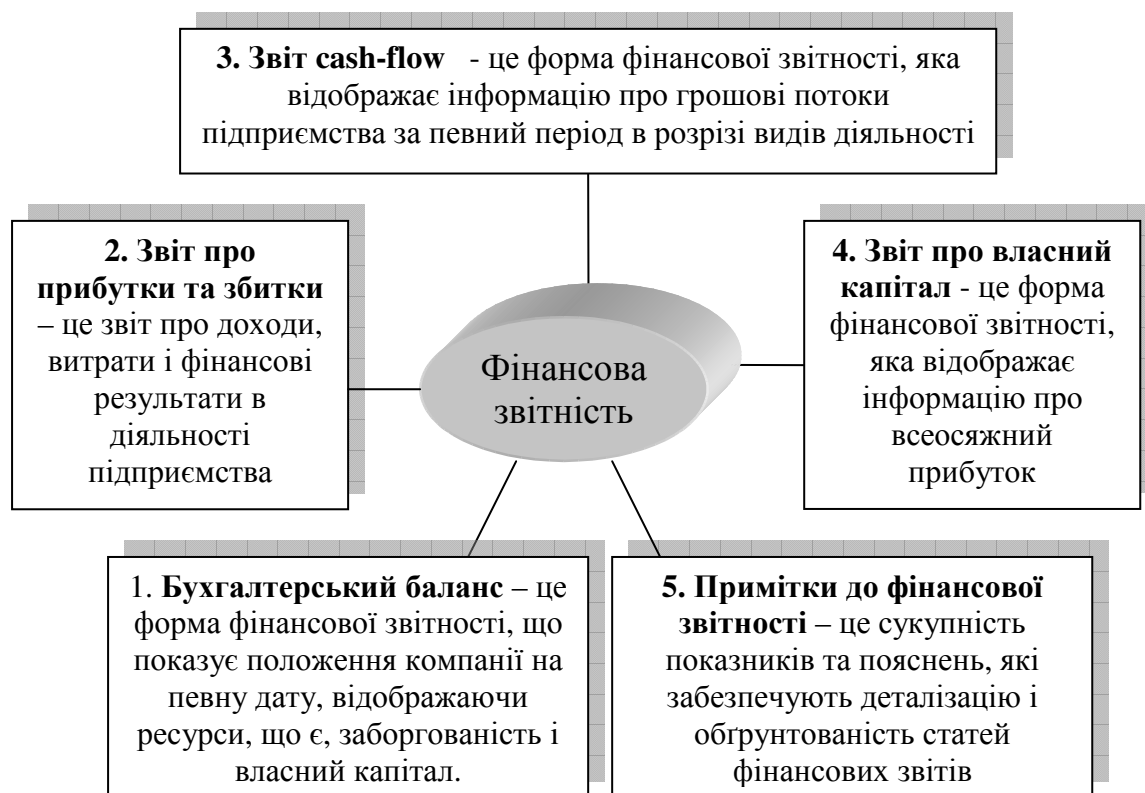 3. Звіт cash-flow - це форма фінансової звітності, яка
відображає інформацію про грошові потоки
підприємства за певний період в розрізі видів діяльності
2. Звіт про
прибутки та збитки
– це звіт про доходи,
витрати і фінансові
результати в
діяльності
підприємства
Фінансова
звітність
4. Звіт про власний
капітал - це форма
фінансової звітності,
яка відображає
інформацію про
всеосяжний
прибуток
1. Бухгалтерський баланс – це
форма фінансової звітності, що
показує положення компанії на
певну дату, відображаючи
ресурси, що є, заборгованість і
власний капітал.
5. Примітки до фінансової
звітності – це сукупність
показників та пояснень, які
забезпечують деталізацію і
обґрунтованість статей
фінансових звітів